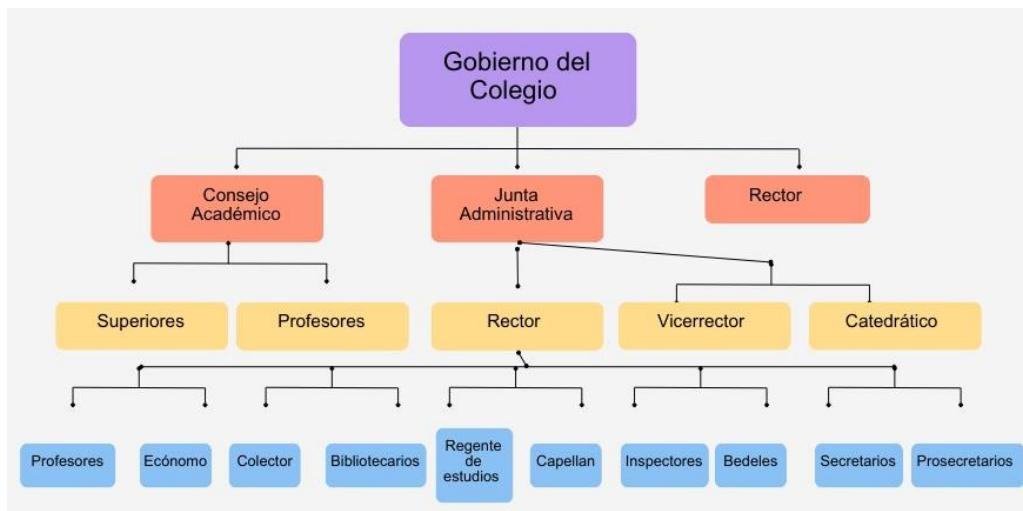 Gobierno del
Colegio
Consejo
Académico
Junta
Administrativa
Rector
Superiores
Profesores
Rector
Vicerrector
Catedrático
Profesores
Ecónomo
Colector
Bibliotecarios
Regente
de
estudios
Capellan
Inspectores
Bedeles
Secretarios
Prosecretarios